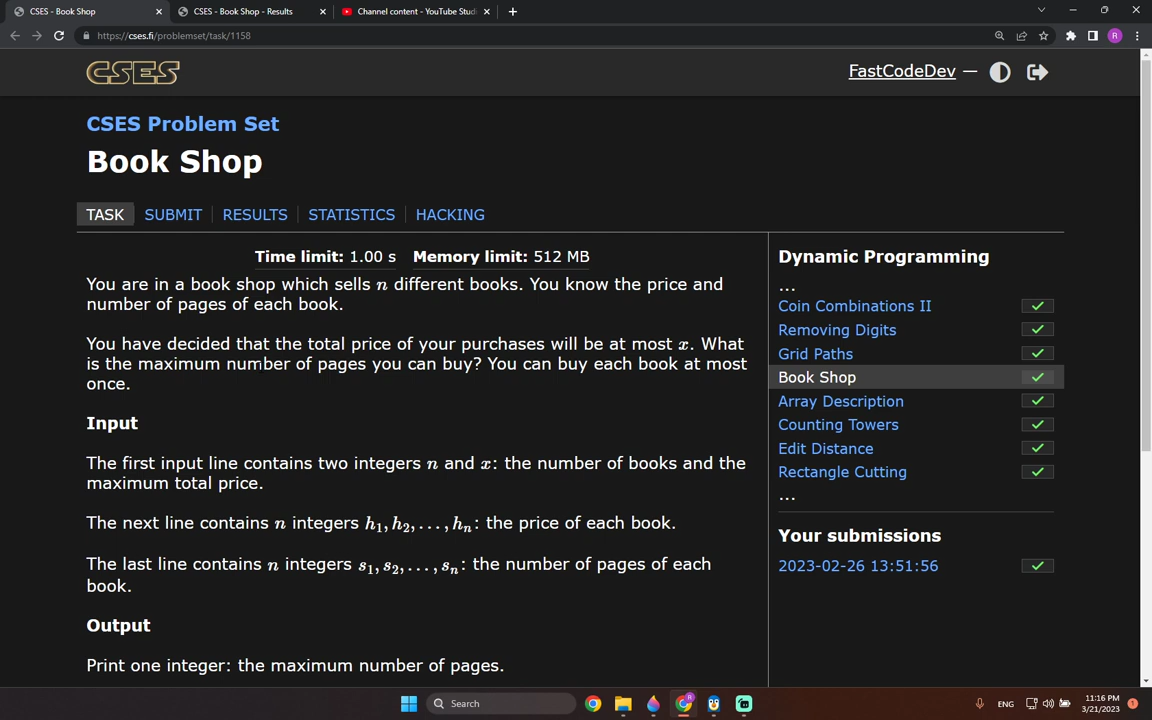 CSES - Book Shop
CSES - Book Shop - Results
Channel content - YouTube Studi
https://cses.fi/problemset/task/1158
R
CSES
FastCodeDev —
CSES Problem Set
Book Shop
TASK
SUBMIT
RESULTS
STATISTICS
HACKING
Time limit: 1.00 s Memory limit: 512 MB
You are in a book shop which sells n different books. You know the price and
number of pages of each book.
You have decided that the total price of your purchases will be at most x. What
is the maximum number of pages you can buy? You can buy each book at most
once.
Input
The first input line contains two integers n and x: the number of books and the
maximum total price.
The next line contains n integers h₁, h₂, . . . , hₙ: the price of each book.
The last line contains n integers s₁, s₂, . . . , sₙ: the number of pages of each
book.
Output
Print one integer: the maximum number of pages.
Dynamic Programming
...
Coin Combinations II
Removing Digits
Grid Paths
Book Shop
Array Description
Counting Towers
Edit Distance
Rectangle Cutting
...
Your submissions
2023-02-26 13:51:56
Search
R
ENG
11:16 PM
3/21/2023
1